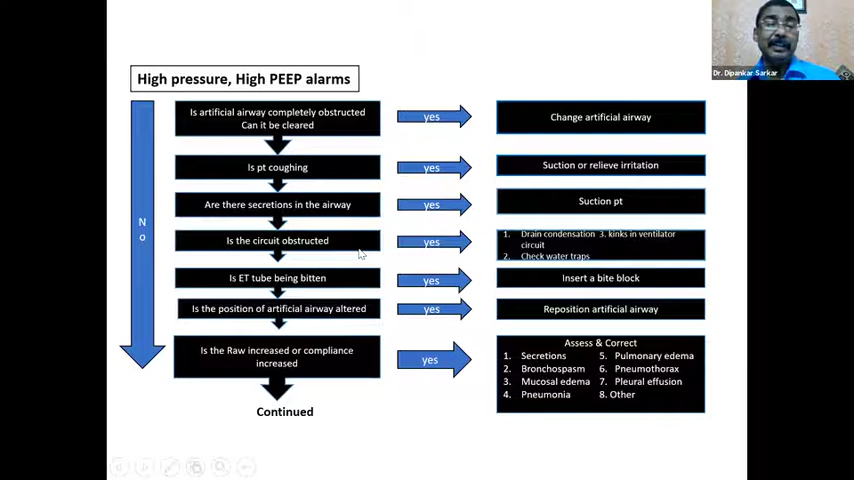 High pressure, High PEEP alarms
Dr. Dipankar Sarkar
Is artificial airway completely obstructed
Can it be cleared
yes
Change artificial airway
Is pt coughing
yes
Suction or relieve irritation
Are there secretions in the airway
yes
Suction pt
N
o
Is the circuit obstructed
yes
1. Drain condensation 3. kinks in ventilator
circuit
2. Check water traps
Is ET tube being bitten
yes
Insert a bite block
Is the position of artificial airway altered
yes
Reposition artificial airway
Is the Raw increased or compliance
increased
yes
Assess & Correct
1. Secretions
2. Bronchospasm
3. Mucosal edema
4. Pneumonia
5. Pulmonary edema
6. Pneumothorax
7. Pleural effusion
8. Other
Continued